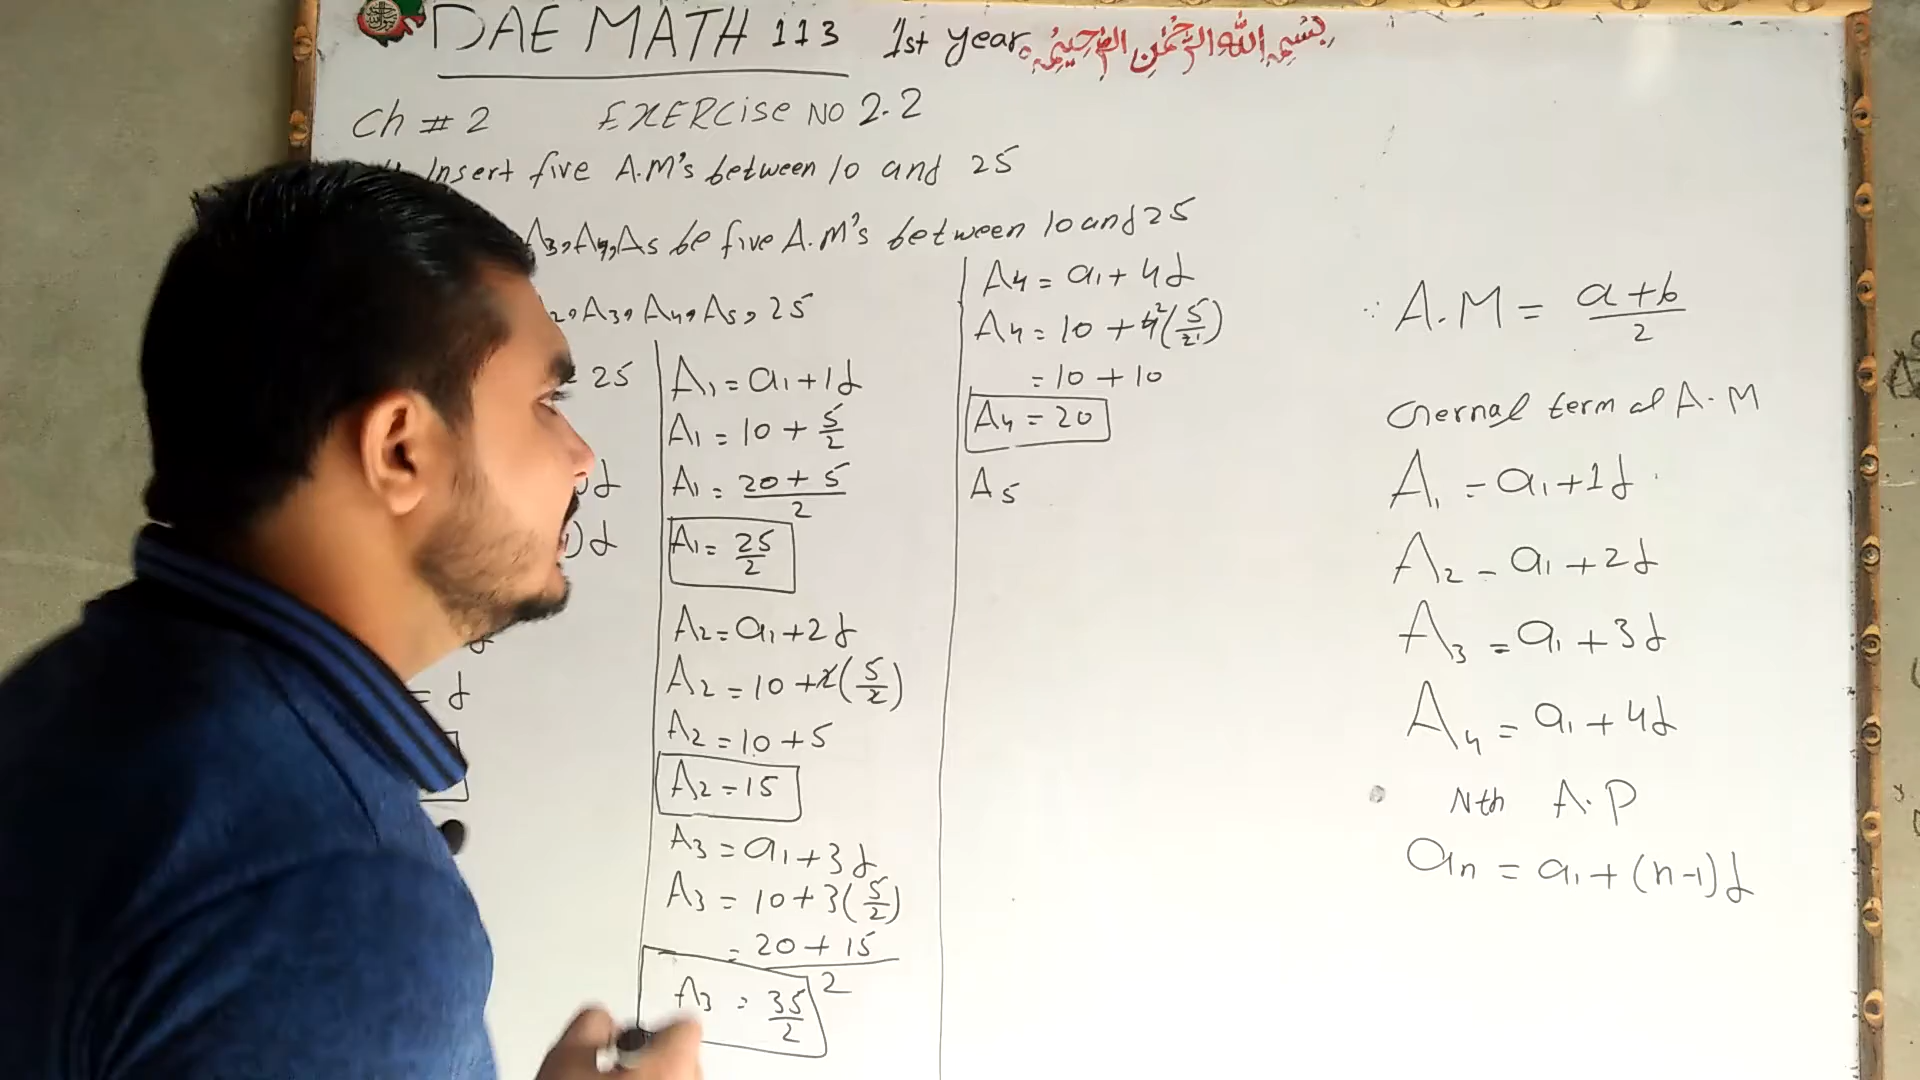 DAE MATH 113 1st year بِسْمِ اللهِ الرَّحْمٰنِ الرَّحِيْمِ
Ch # 2 EXERCise NO 2.2
Insert five A.M's between 10 and 25
A3, A4, A5 be five A.M's between 10 and 25
2, A3, A4, A5, 25
= 25
)d
= d
A1 = a1 + 1d
A1 = 10 + 5/2
A1 = (20 + 5)/2
A1 = 25/2
A2 = a1 + 2d
A2 = 10 + 2(5/2)
A2 = 10 + 5
A2 = 15
A3 = a1 + 3d
A3 = 10 + 3(5/2)
= (20 + 15)/2
A3 = 35/2
A4 = a1 + 4d
A4 = 10 + 4²(5/2¹)
= 10 + 10
A4 = 20
A5
∵ A.M = (a+b)/2
Gernal term of A.M
A1 = a1 + 1d
A2 = a1 + 2d
A3 = a1 + 3d
A4 = a1 + 4d
Nth A.P
an = a1 + (n-1)d